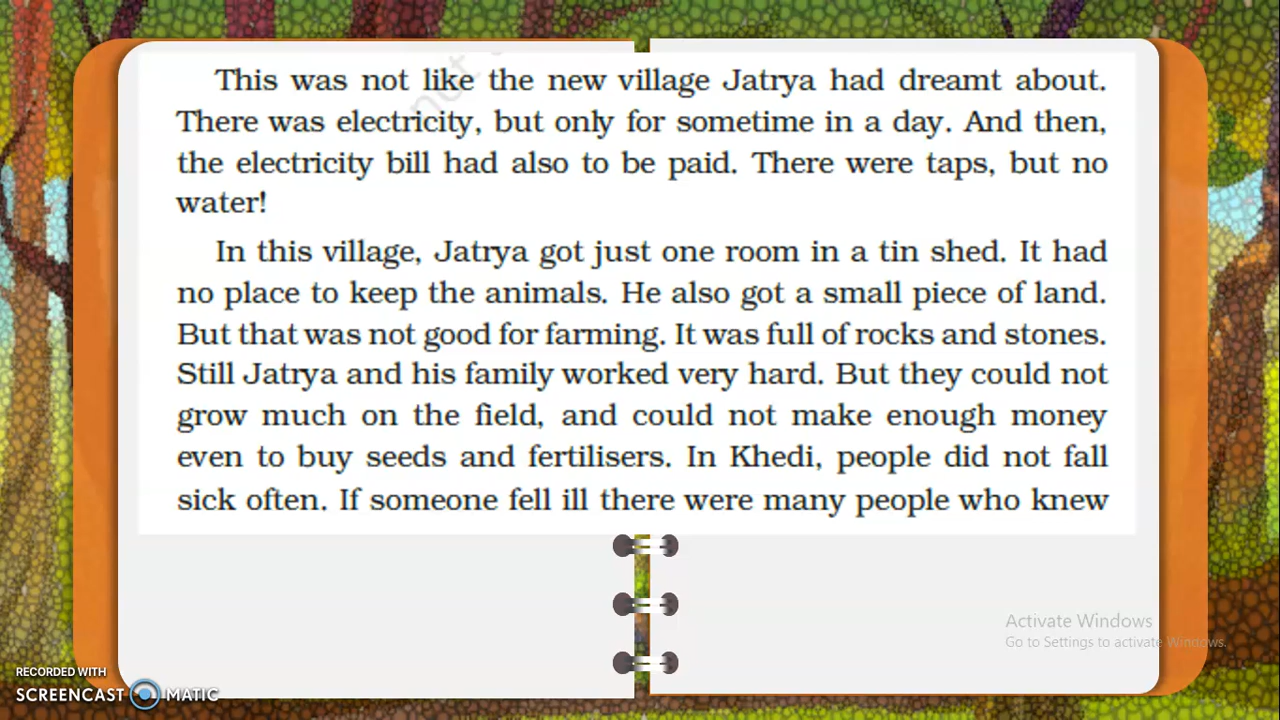 This was not like the new village Jatrya had dreamt about.
There was electricity, but only for sometime in a day. And then,
the electricity bill had also to be paid. There were taps, but no
water!
In this village, Jatrya got just one room in a tin shed. It had
no place to keep the animals. He also got a small piece of land.
But that was not good for farming. It was full of rocks and stones.
Still Jatrya and his family worked very hard. But they could not
grow much on the field, and could not make enough money
even to buy seeds and fertilisers. In Khedi, people did not fall
sick often. If someone fell ill there were many people who knew
Activate Windows
Go to Settings to activate Windows.
RECORDED WITH
SCREENCAST MATIC